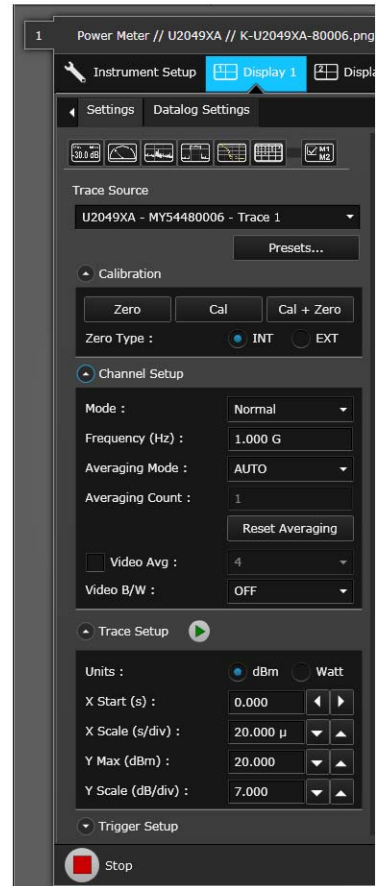 1
Power Meter // U2049XA // K-U2049XA-80006.png
Instrument Setup 1 Display 1 2 Displa
Settings Datalog Settings
-30.0 dB M1 M2
Trace Source
U2049XA - MY54480006 - Trace 1
Presets...
Calibration
Zero Cal Cal + Zero
Zero Type : INT EXT
Channel Setup
Mode : Normal
Frequency (Hz) : 1.000 G
Averaging Mode : AUTO
Averaging Count : 1
Reset Averaging
Video Avg : 4
Video B/W : OFF
Trace Setup
Units : dBm Watt
X Start (s) : 0.000
X Scale (s/div) : 20.000 µ
Y Max (dBm) : 20.000
Y Scale (dB/div) : 7.000
Trigger Setup
Stop